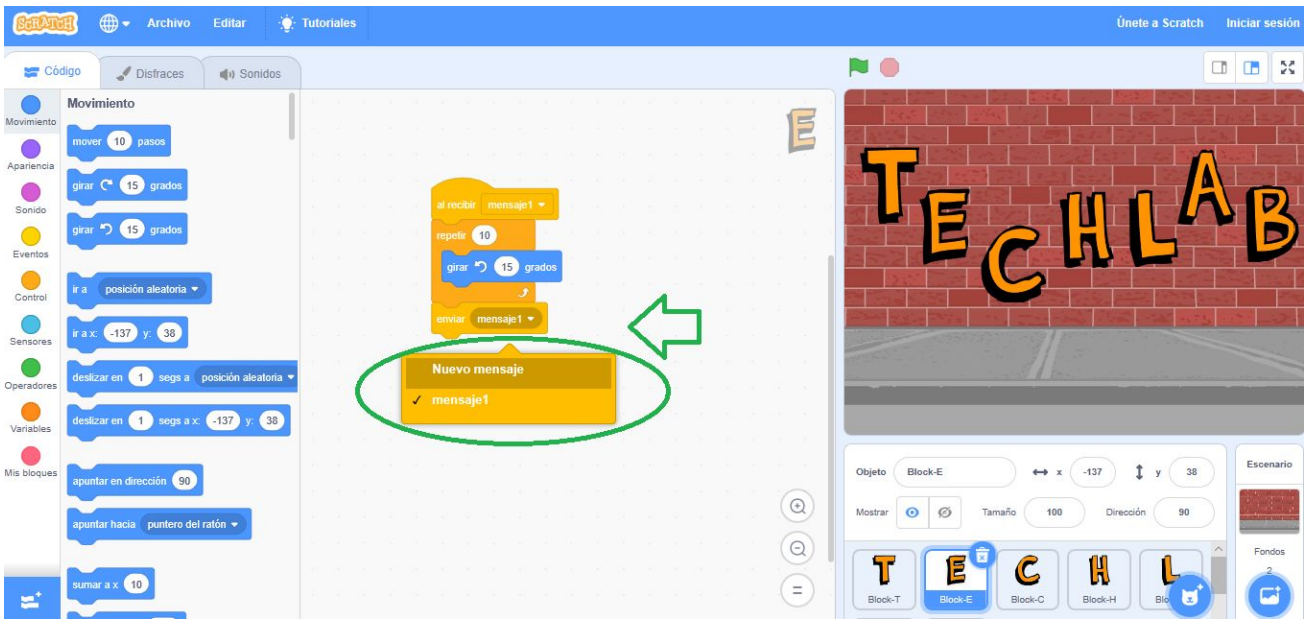 SCRATCH Archivo Editar Tutoriales Únete a Scratch Iniciar sesión
Código Disfraces Sonidos
Movimiento
Apariencia
Sonido
Eventos
Control
Sensores
Operadores
Variables
Mis bloques
Movimiento
mover 10 pasos
girar 15 grados
girar 15 grados
ir a posición aleatoria
ir a x: -137 y: 38
deslizar en 1 segs a posición aleatoria
deslizar en 1 segs a x: -137 y: 38
apuntar en dirección 90
apuntar hacia puntero del ratón
sumar a x 10
E
al recibir mensaje1
repetir 10
girar 15 grados
enviar mensaje1
Nuevo mensaje
✓ mensaje1
=
TECHLAB
Objeto Block-E x -137 y 38
Mostrar Tamaño 100 Dirección 90
T E C H L
Block-T Block-E Block-C Block-H Blo
Escenario
Fondos
2